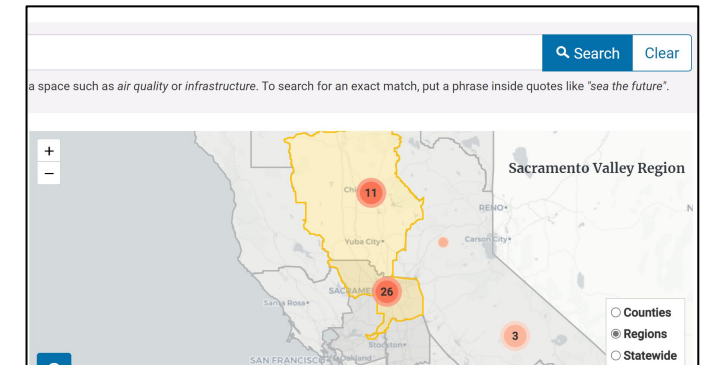 Search Clear
a space such as air quality or infrastructure. To search for an exact match, put a phrase inside quotes like "sea the future".
+
−
Sacramento Valley Region
11
RENO
Yuba City
Carson City
26
Santa Rosa
Counties
3
Regions
Stockton
Statewide
SAN FRANCISCO Oakland